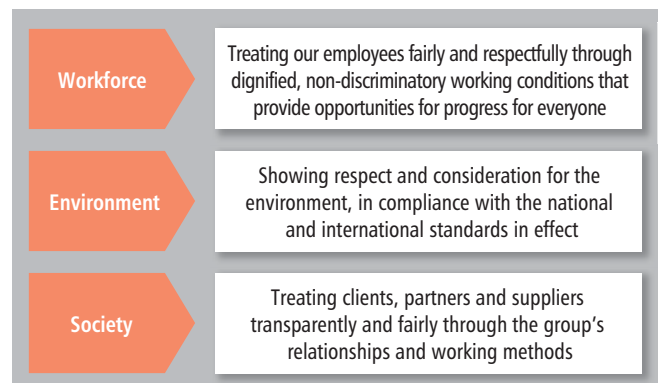 Workforce
Treating our employees fairly and respectfully through
dignified, non-discriminatory working conditions that
provide opportunities for progress for everyone
Environment
Showing respect and consideration for the
environment, in compliance with the national
and international standards in effect
Society
Treating clients, partners and suppliers
transparently and fairly through the group’s
relationships and working methods